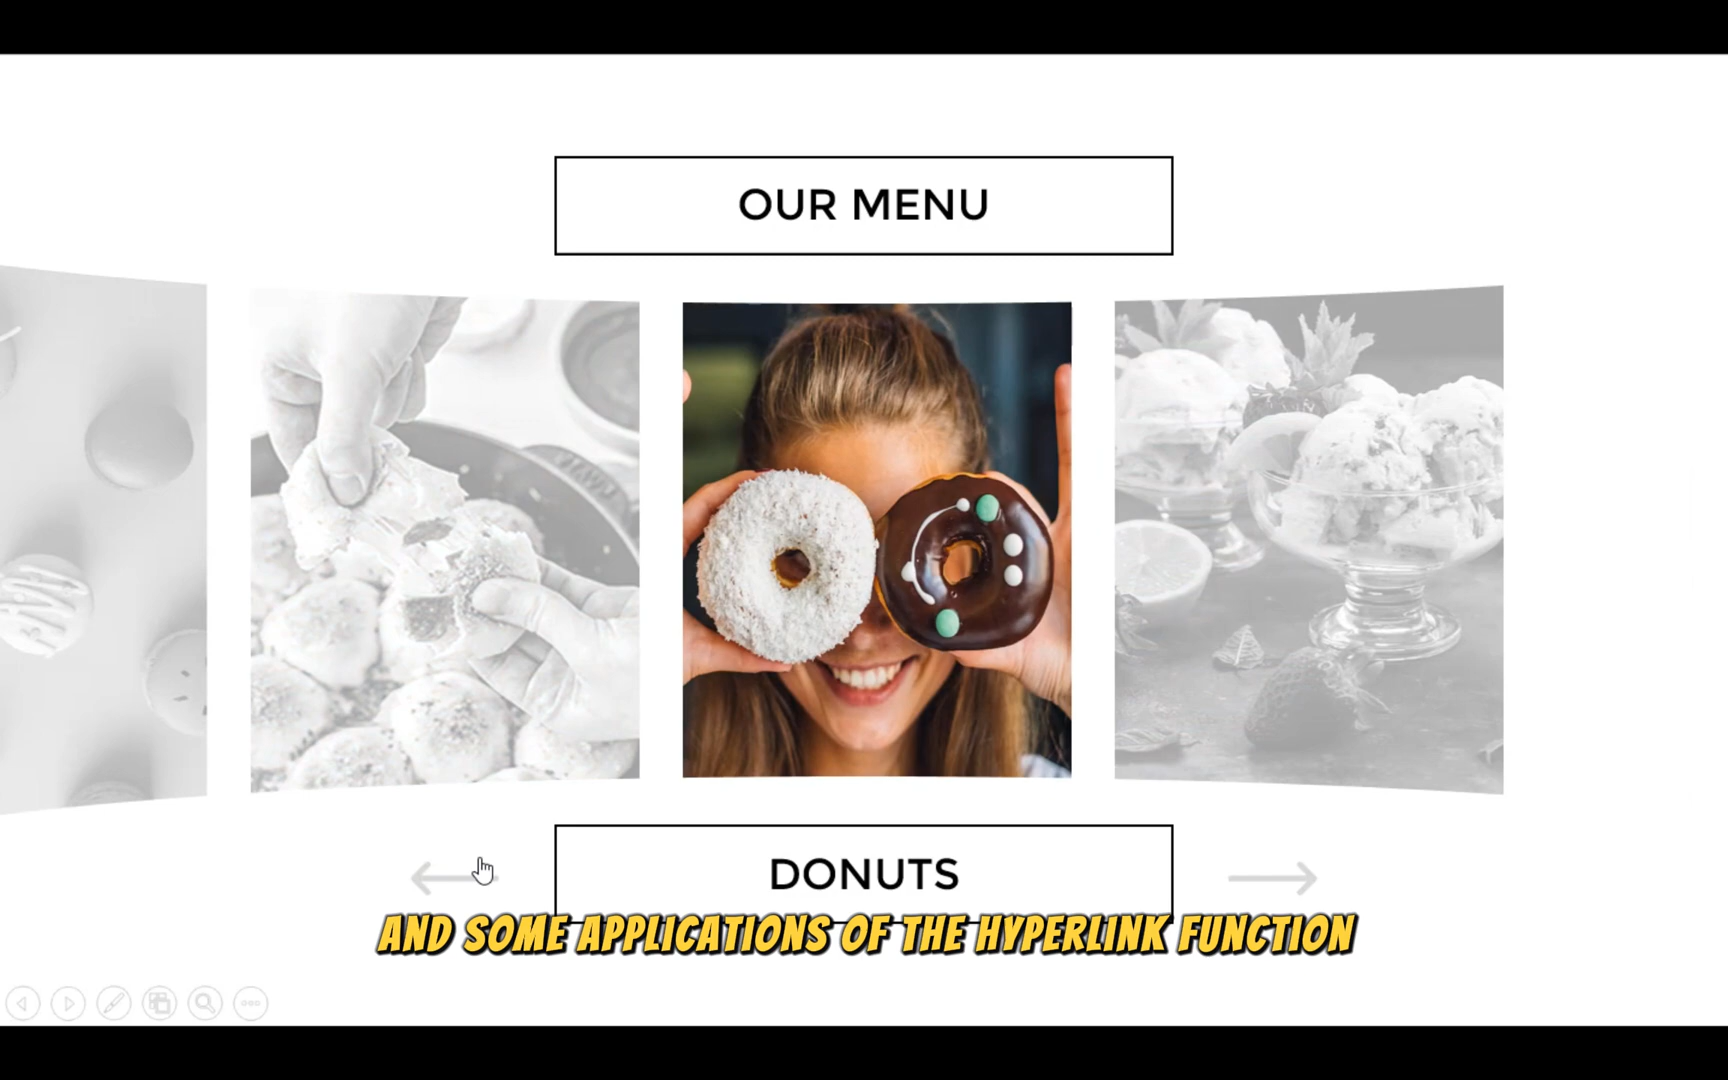 OUR MENU
DONUTS
AND SOME APPLICATIONS OF THE HYPERLINK FUNCTION